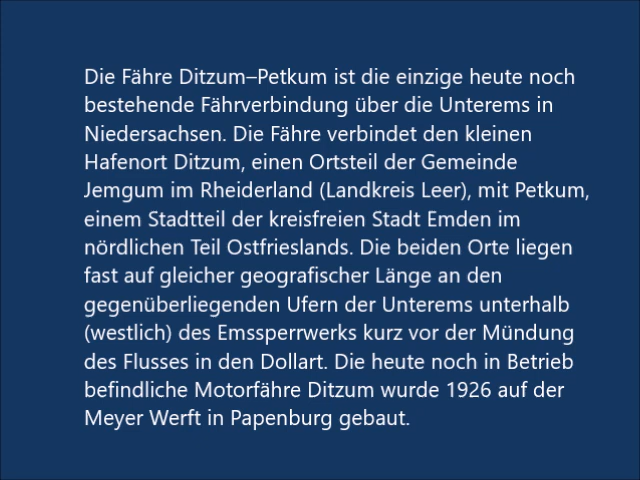 Die Fähre Ditzum–Petkum ist die einzige heute noch
bestehende Fährverbindung über die Unterems in
Niedersachsen. Die Fähre verbindet den kleinen
Hafenort Ditzum, einen Ortsteil der Gemeinde
Jemgum im Rheiderland (Landkreis Leer), mit Petkum,
einem Stadtteil der kreisfreien Stadt Emden im
nördlichen Teil Ostfrieslands. Die beiden Orte liegen
fast auf gleicher geografischer Länge an den
gegenüberliegenden Ufern der Unterems unterhalb
(westlich) des Emssperrwerks kurz vor der Mündung
des Flusses in den Dollart. Die heute noch in Betrieb
befindliche Motorfähre Ditzum wurde 1926 auf der
Meyer Werft in Papenburg gebaut.